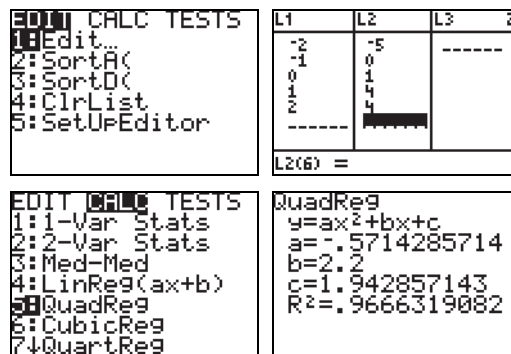 EDIT CALC TESTS
1:Edit…
2:SortA(
3:SortD(
4:ClrList
5:SetUpEditor
L1 L2 L3 2
-2 -5 ------
-1 0
0 1
1 4
2 4
------
L2(6) =
EDIT CALC TESTS
1:1-Var Stats
2:2-Var Stats
3:Med-Med
4:LinReg(ax+b)
5:QuadReg
6:CubicReg
7↓QuartReg
QuadReg
y=ax²+bx+c
a=-.5714285714
b=2.2
c=1.942857143
R²=.9666319082